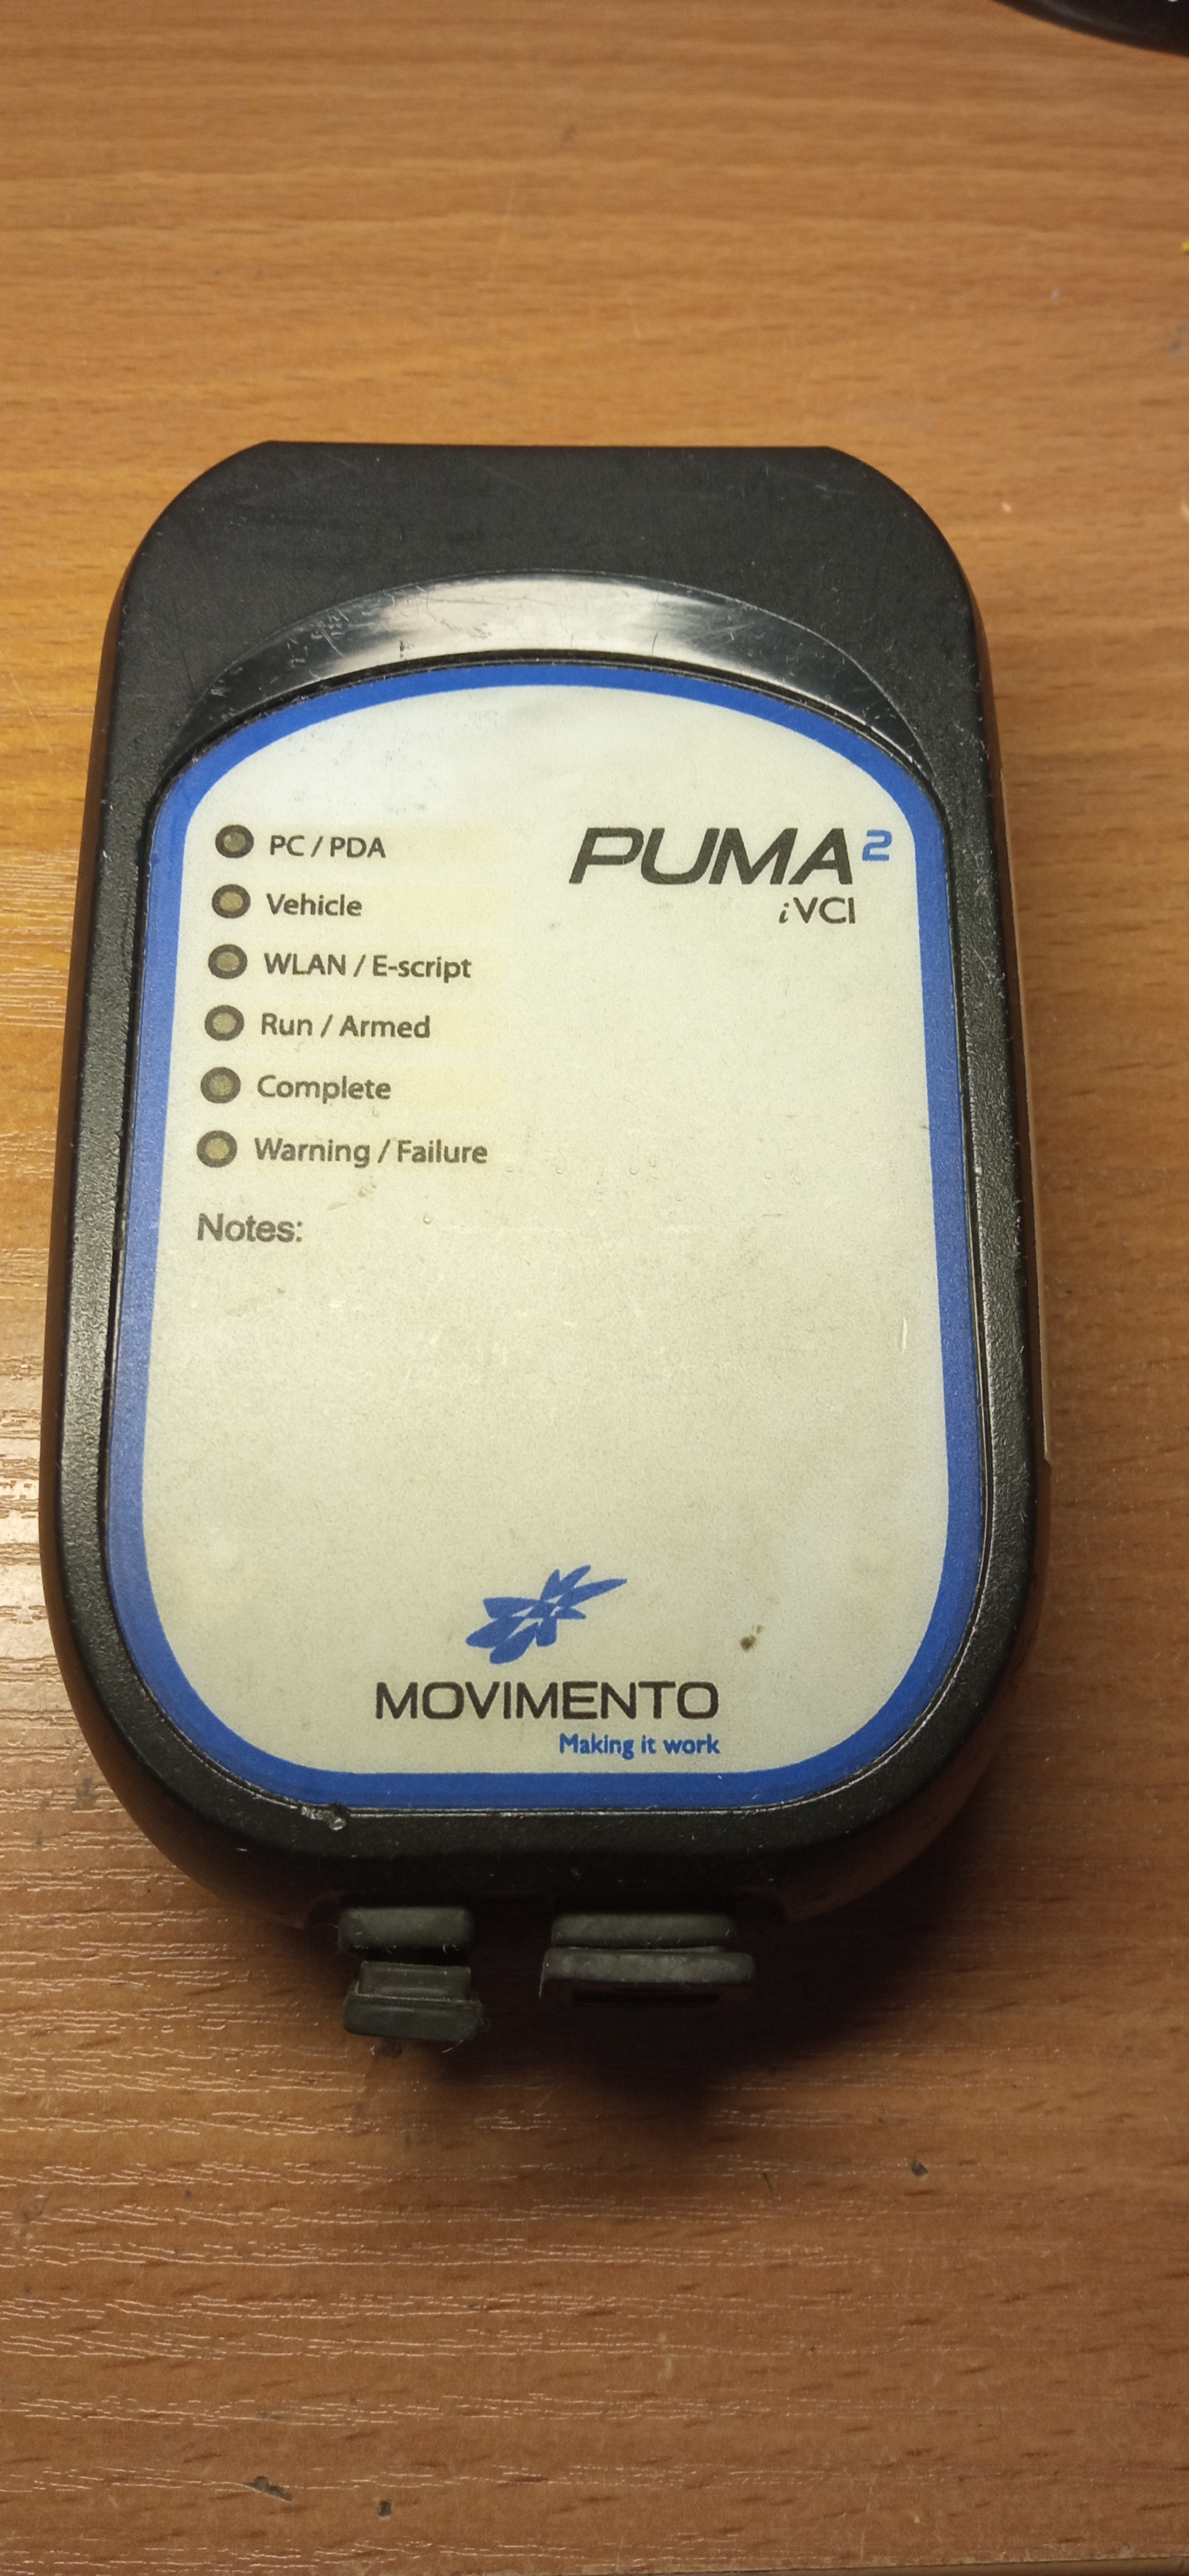 PUMA2
iVCI
PC / PDA
Vehicle
WLAN / E-script
Run / Armed
Complete
Warning / Failure
Notes:
MOVIMENTO
Making it work